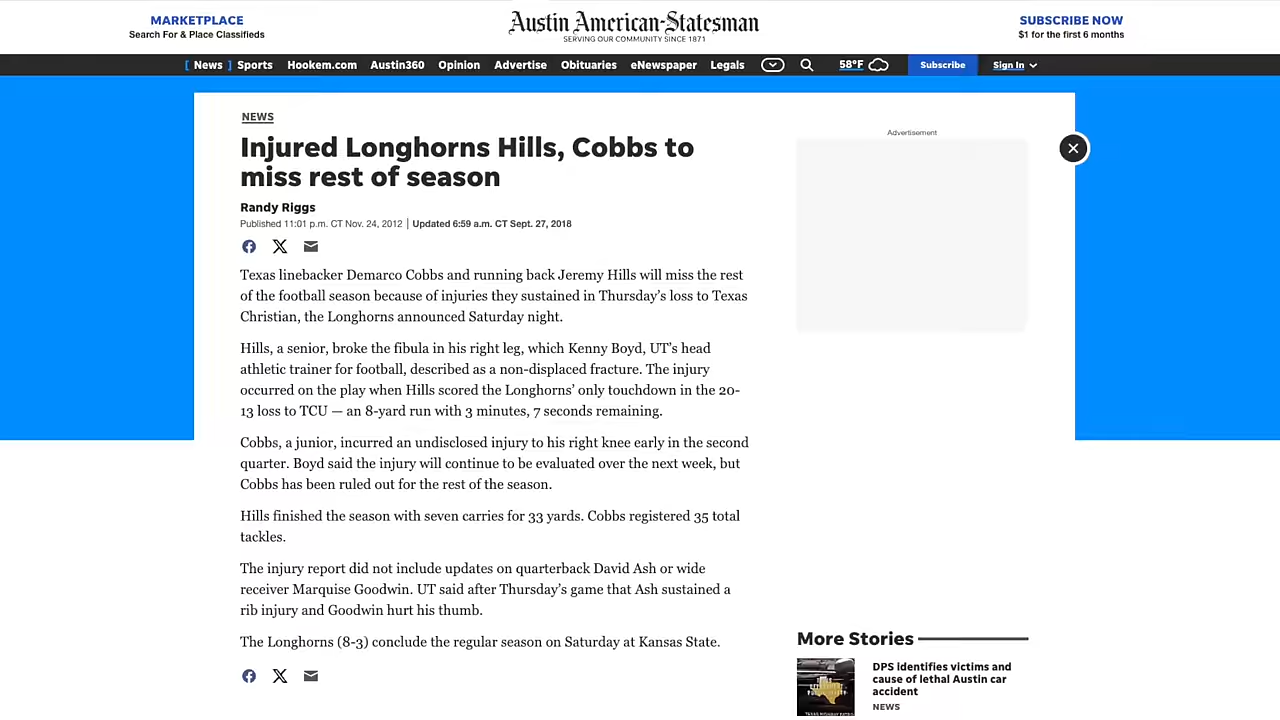 MARKETPLACE
Search For & Place Classifieds
Austin American-Statesman
SERVING OUR COMMUNITY SINCE 1871
SUBSCRIBE NOW
$1 for the first 6 months
[ News ] Sports Hookem.com Austin360 Opinion Advertise Obituaries eNewspaper Legals 58°F Subscribe Sign In
NEWS
Injured Longhorns Hills, Cobbs to
miss rest of season
Randy Riggs
Published 11:01 p.m. CT Nov. 24, 2012 | Updated 6:59 a.m. CT Sept. 27, 2018
Texas linebacker Demarco Cobbs and running back Jeremy Hills will miss the rest
of the football season because of injuries they sustained in Thursday’s loss to Texas
Christian, the Longhorns announced Saturday night.
Hills, a senior, broke the fibula in his right leg, which Kenny Boyd, UT’s head
athletic trainer for football, described as a non-displaced fracture. The injury
occurred on the play when Hills scored the Longhorns’ only touchdown in the 20-
13 loss to TCU — an 8-yard run with 3 minutes, 7 seconds remaining.
Cobbs, a junior, incurred an undisclosed injury to his right knee early in the second
quarter. Boyd said the injury will continue to be evaluated over the next week, but
Cobbs has been ruled out for the rest of the season.
Hills finished the season with seven carries for 33 yards. Cobbs registered 35 total
tackles.
The injury report did not include updates on quarterback David Ash or wide
receiver Marquise Goodwin. UT said after Thursday’s game that Ash sustained a
rib injury and Goodwin hurt his thumb.
The Longhorns (8-3) conclude the regular season on Saturday at Kansas State.
Advertisement
More Stories
DPS identifies victims and
cause of lethal Austin car
accident
NEWS